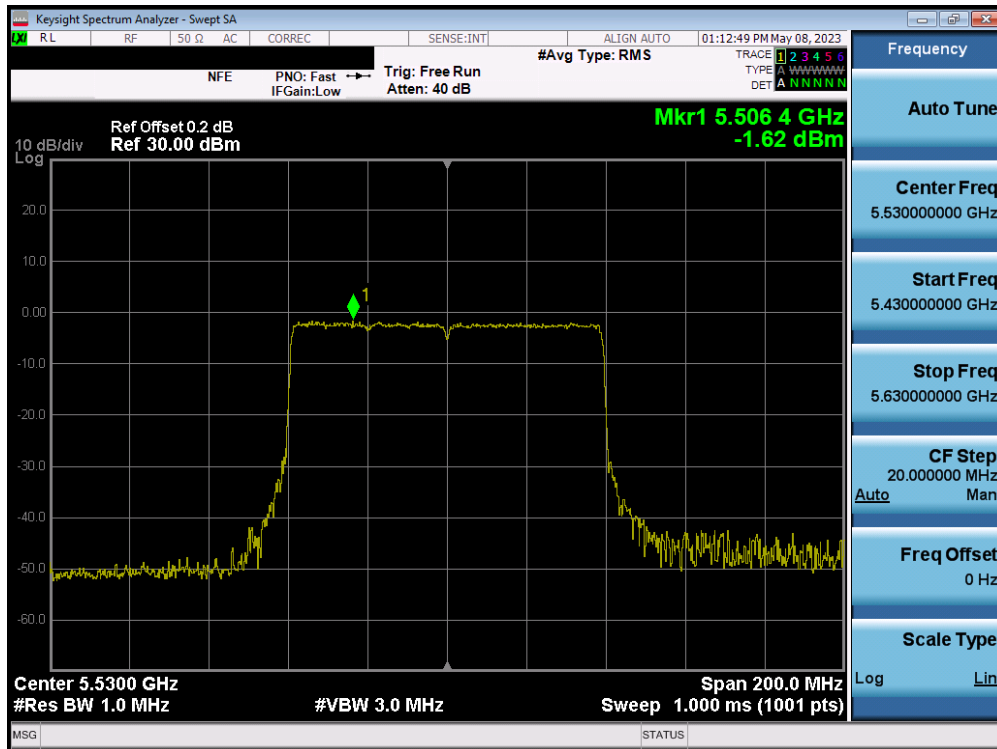 Keysight Spectrum Analyzer - Swept SA
LXI RL RF 50 Ω AC CORREC SENSE:INT ALIGN AUTO 01:12:49 PM May 08, 2023
Frequency
NFE
PNO: Fast
IFGain:Low
Trig: Free Run
Atten: 40 dB
#Avg Type: RMS
TRACE 1 2 3 4 5 6
TYPE A WWWWW
DET A N N N N N
Mkr1 5.506 4 GHz
-1.62 dBm
Ref Offset 0.2 dB
Ref 30.00 dBm
10 dB/div
Log
20.0
10.0
0.00
-10.0
-20.0
-30.0
-40.0
-50.0
-60.0
1
Center 5.5300 GHz
Span 200.0 MHz
#Res BW 1.0 MHz
#VBW 3.0 MHz
Sweep 1.000 ms (1001 pts)
MSG
STATUS
Auto Tune
Center Freq
5.530000000 GHz
Start Freq
5.430000000 GHz
Stop Freq
5.630000000 GHz
CF Step
20.000000 MHz
Auto Man
Freq Offset
0 Hz
Scale Type
Log Lin